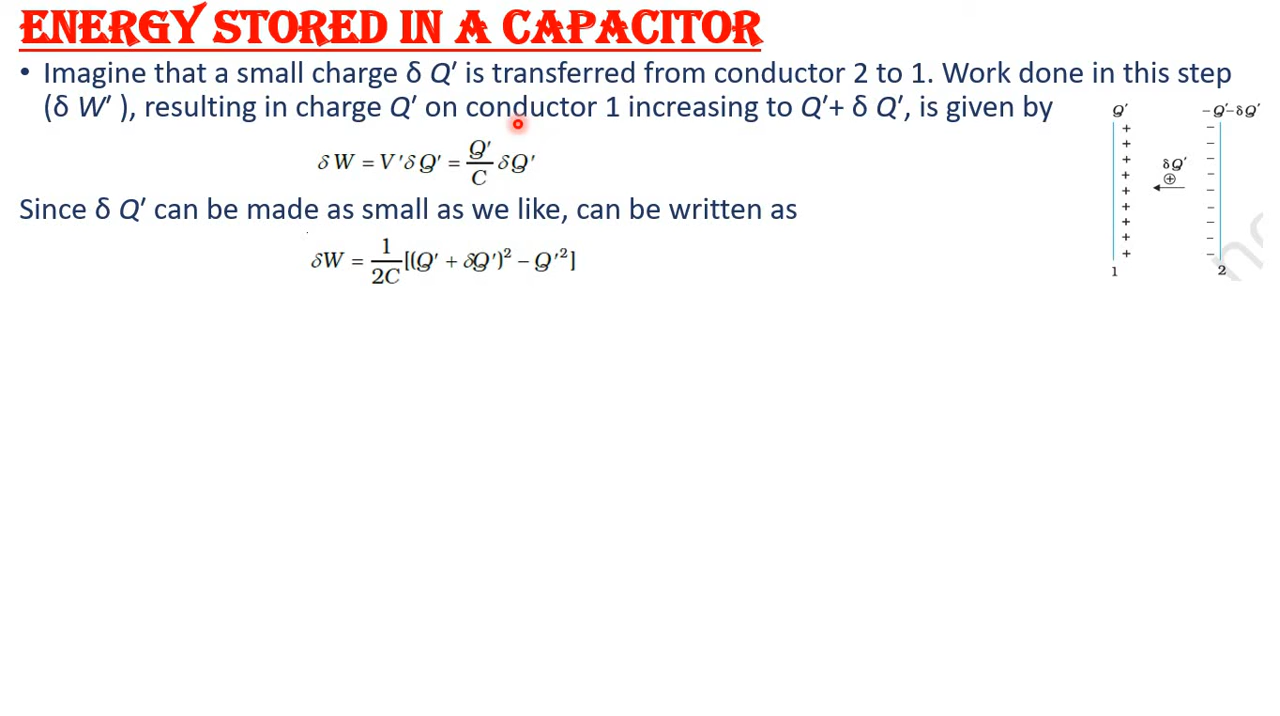 ENERGY STORED IN A CAPACITOR
• Imagine that a small charge δ Q′ is transferred from conductor 2 to 1. Work done in this step
(δ W′ ), resulting in charge Q′ on conductor 1 increasing to Q′+ δ Q′, is given by
δ W = V′δ Q′ = Q′/C δQ′
Since δ Q′ can be made as small as we like, can be written as
δW = 1/2C [(Q′ + δQ′)² − Q′²]
Q′ −Q′−δQ′
δQ′
1 2